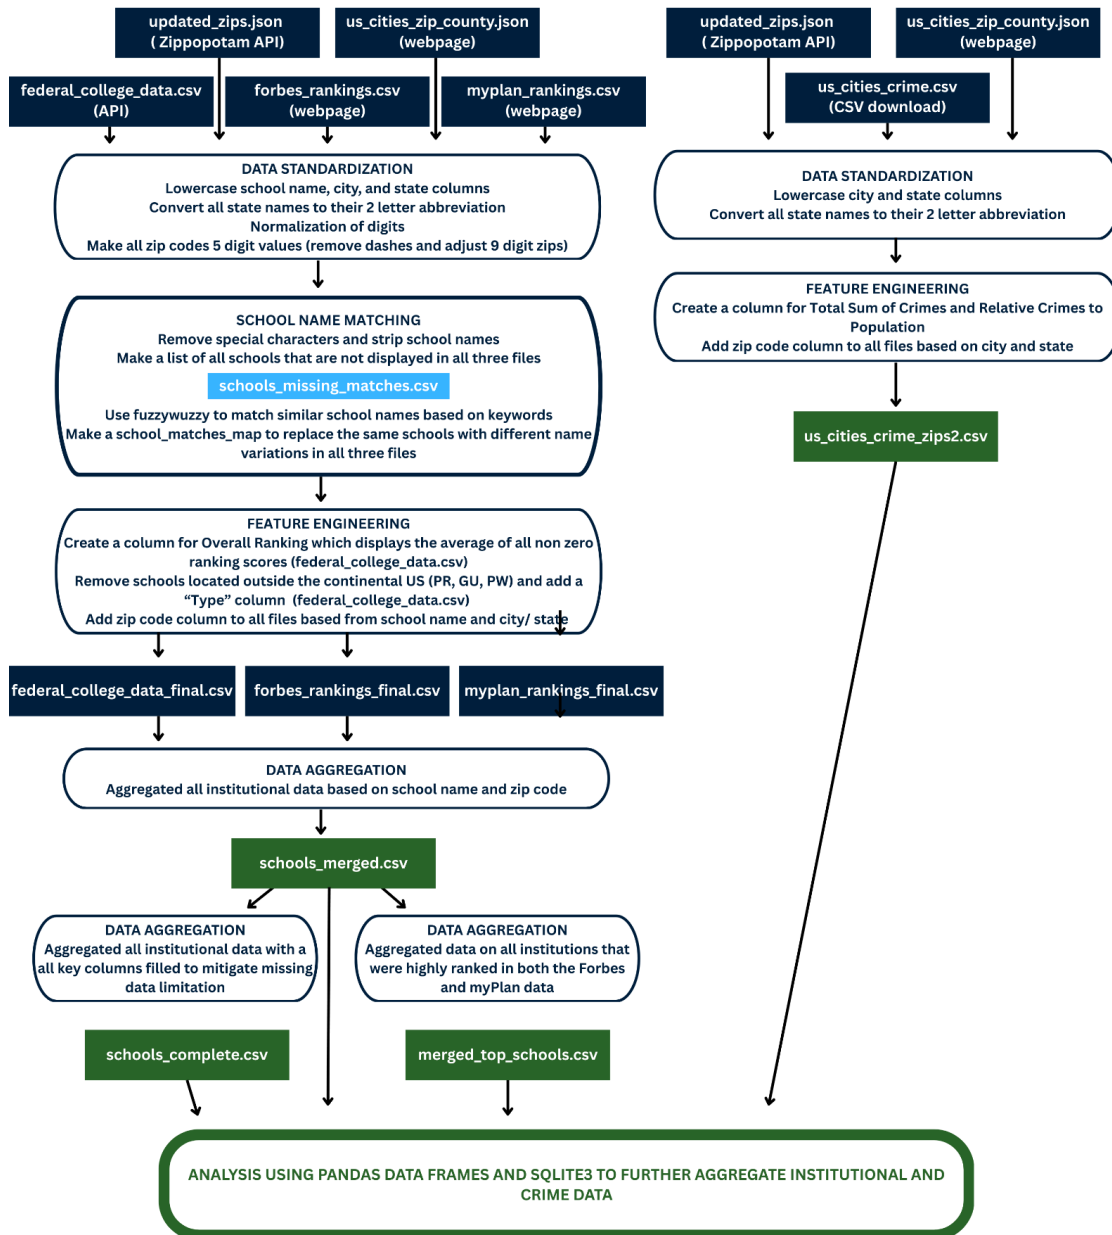 updated_zips.json
( Zippopotam API)
us_cities_zip_county.json
(webpage)
federal_college_data.csv
(API)
forbes_rankings.csv
(webpage)
myplan_rankings.csv
(webpage)
DATA STANDARDIZATION
Lowercase school name, city, and state columns
Convert all state names to their 2 letter abbreviation
Normalization of digits
Make all zip codes 5 digit values (remove dashes and adjust 9 digit zips)
SCHOOL NAME MATCHING
Remove special characters and strip school names
Make a list of all schools that are not displayed in all three files
schools_missing_matches.csv
Use fuzzywuzzy to match similar school names based on keywords
Make a school_matches_map to replace the same schools with different name
variations in all three files
FEATURE ENGINEERING
Create a column for Overall Ranking which displays the average of all non zero
ranking scores (federal_college_data.csv)
Remove schools located outside the continental US (PR, GU, PW) and add a
“Type” column (federal_college_data.csv)
Add zip code column to all files based from school name and city/ state
federal_college_data_final.csv
forbes_rankings_final.csv
myplan_rankings_final.csv
DATA AGGREGATION
Aggregated all institutional data based on school name and zip code
schools_merged.csv
DATA AGGREGATION
Aggregated all institutional data with a
all key columns filled to mitigate missing
data limitation
DATA AGGREGATION
Aggregated data on all institutions that
were highly ranked in both the Forbes
and myPlan data
schools_complete.csv
merged_top_schools.csv
updated_zips.json
( Zippopotam API)
us_cities_zip_county.json
(webpage)
us_cities_crime.csv
(CSV download)
DATA STANDARDIZATION
Lowercase city and state columns
Convert all state names to their 2 letter abbreviation
FEATURE ENGINEERING
Create a column for Total Sum of Crimes and Relative Crimes to
Population
Add zip code column to all files based on city and state
us_cities_crime_zips2.csv
ANALYSIS USING PANDAS DATA FRAMES AND SQLITE3 TO FURTHER AGGREGATE INSTITUTIONAL AND
CRIME DATA